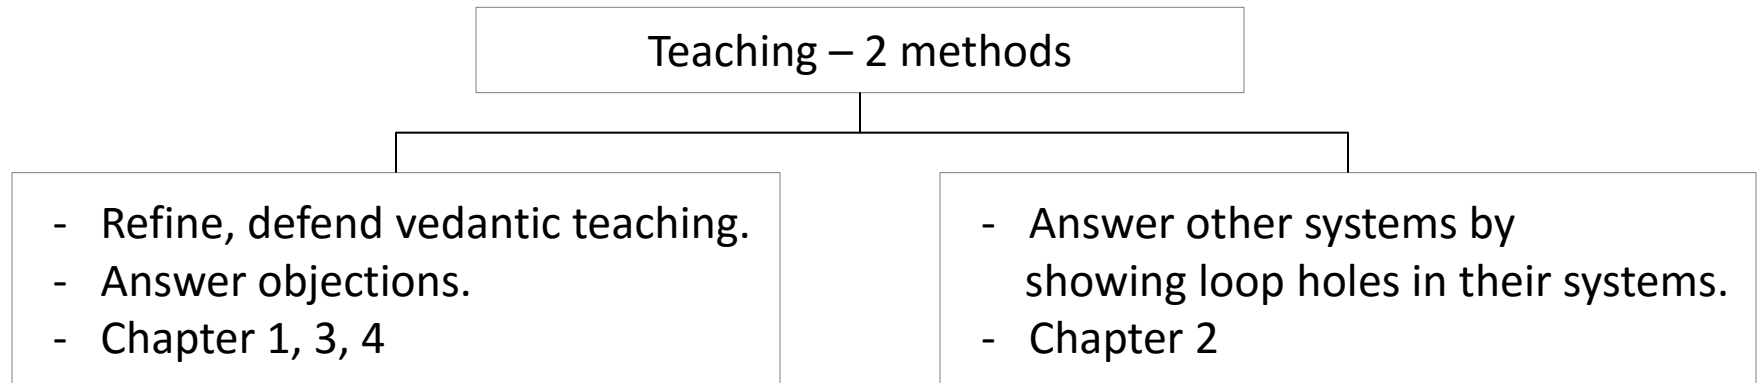 Teaching – 2 methods
- Refine, defend vedantic teaching.
- Answer objections.
- Chapter 1, 3, 4
- Answer other systems by
showing loop holes in their systems.
- Chapter 2